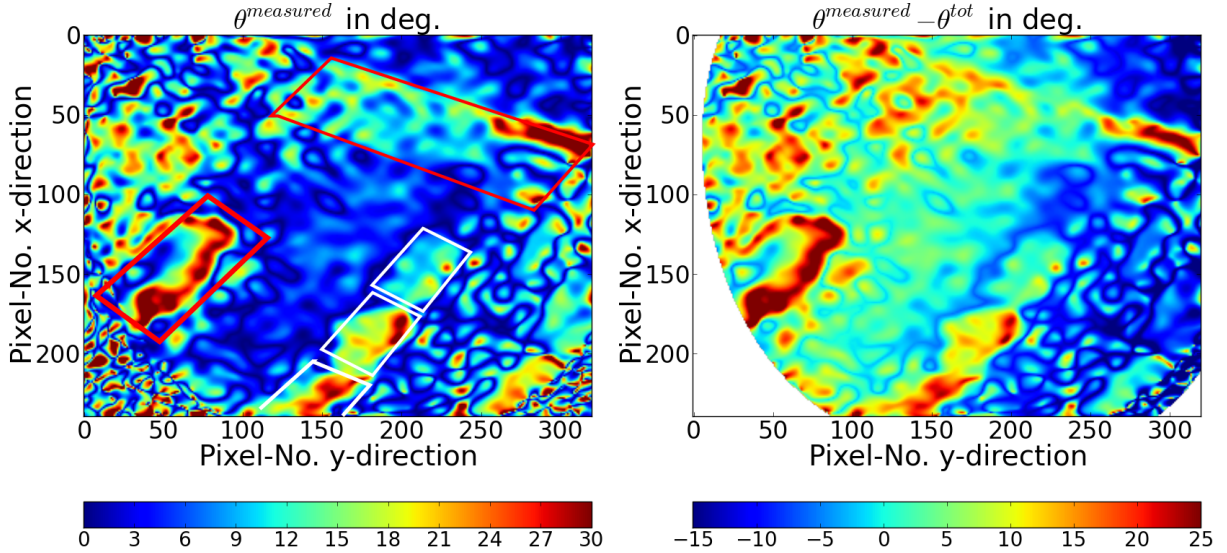 θ^measured in deg.
θ^measured − θ^tot in deg.
Pixel-No. x-direction
0
50
100
150
200
0 50 100 150 200 250 300
Pixel-No. y-direction
0 3 6 9 12 15 18 21 24 27 30
Pixel-No. x-direction
0
50
100
150
200
0 50 100 150 200 250 300
Pixel-No. y-direction
−15 −10 −5 0 5 10 15 20 25